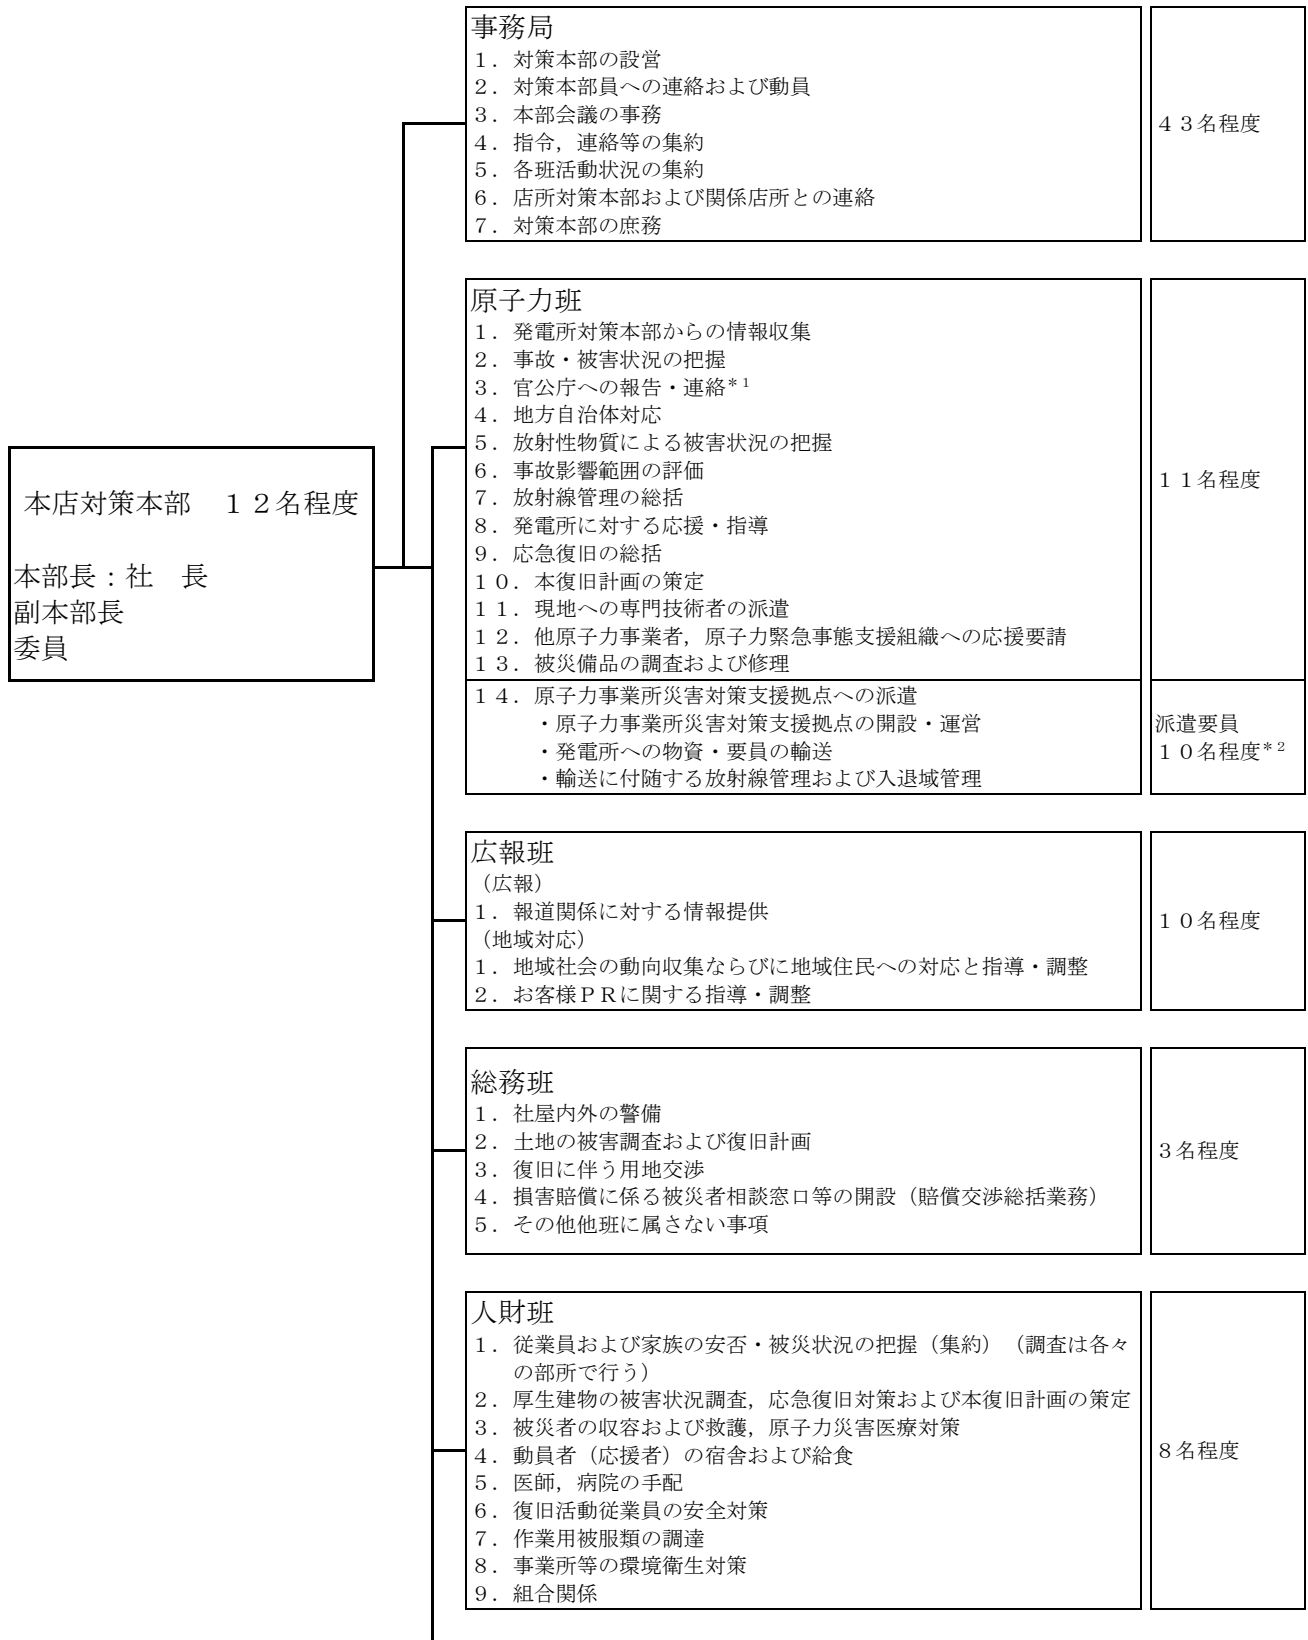 事務局
１．対策本部の設営
２．対策本部員への連絡および動員
３．本部会議の事務
４．指令，連絡等の集約
５．各班活動状況の集約
６．店所対策本部および関係店所との連絡
７．対策本部の庶務
４３名程度
原子力班
１．発電所対策本部からの情報収集
２．事故・被害状況の把握
３．官公庁への報告・連絡＊１
４．地方自治体対応
５．放射性物質による被害状況の把握
６．事故影響範囲の評価
７．放射線管理の総括
８．発電所に対する応援・指導
９．応急復旧の総括
１０．本復旧計画の策定
１１．現地への専門技術者の派遣
１２．他原子力事業者，原子力緊急事態支援組織への応援要請
１３．被災備品の調査および修理
１１名程度
１４．原子力事業所災害対策支援拠点への派遣
・原子力事業所災害対策支援拠点の開設・運営
・発電所への物資・要員の輸送
・輸送に付随する放射線管理および入退域管理
派遣要員
１０名程度＊２
本店対策本部　１２名程度
本部長：社　長
副本部長
委員
広報班
（広報）
１．報道関係に対する情報提供
（地域対応）
１．地域社会の動向収集ならびに地域住民への対応と指導・調整
２．お客様ＰＲに関する指導・調整
１０名程度
総務班
１．社屋内外の警備
２．土地の被害調査および復旧計画
３．復旧に伴う用地交渉
４．損害賠償に係る被災者相談窓口等の開設（賠償交渉総括業務）
５．その他他班に属さない事項
３名程度
人財班
１．従業員および家族の安否・被災状況の把握（集約）（調査は各々
の部所で行う）
２．厚生建物の被害状況調査，応急復旧対策および本復旧計画の策定
３．被災者の収容および救護，原子力災害医療対策
４．動員者（応援者）の宿舎および給食
５．医師，病院の手配
６．復旧活動従業員の安全対策
７．作業用被服類の調達
８．事業所等の環境衛生対策
９．組合関係
８名程度